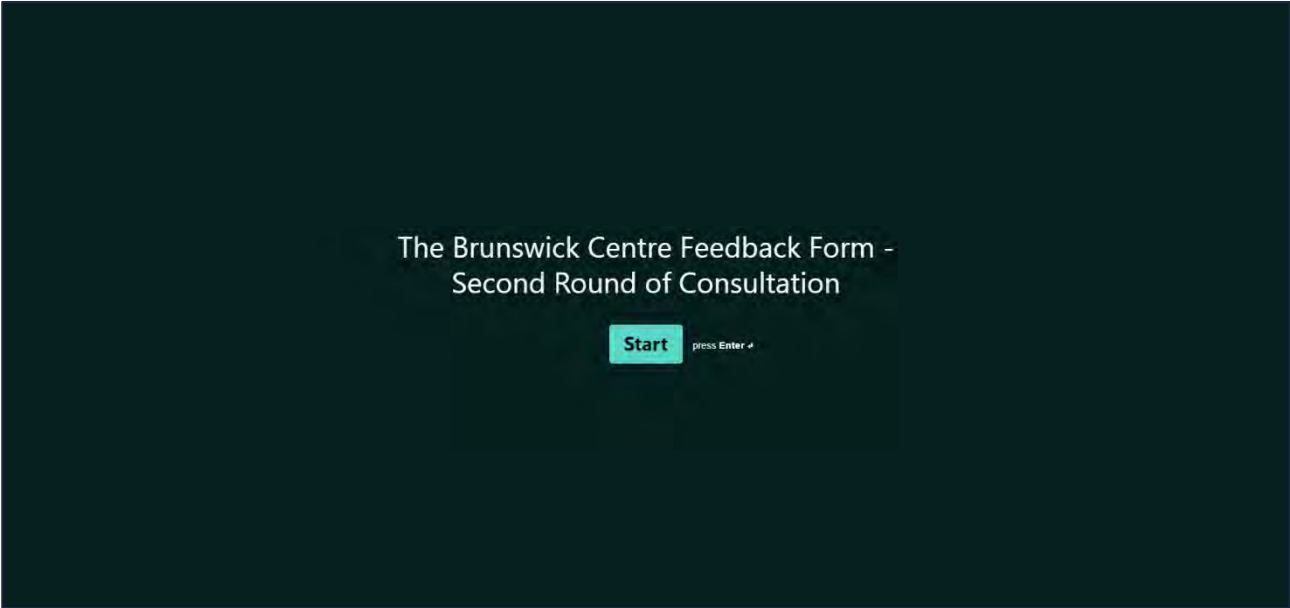 The Brunswick Centre Feedback Form -
Second Round of Consultation
Start press Enter ↵